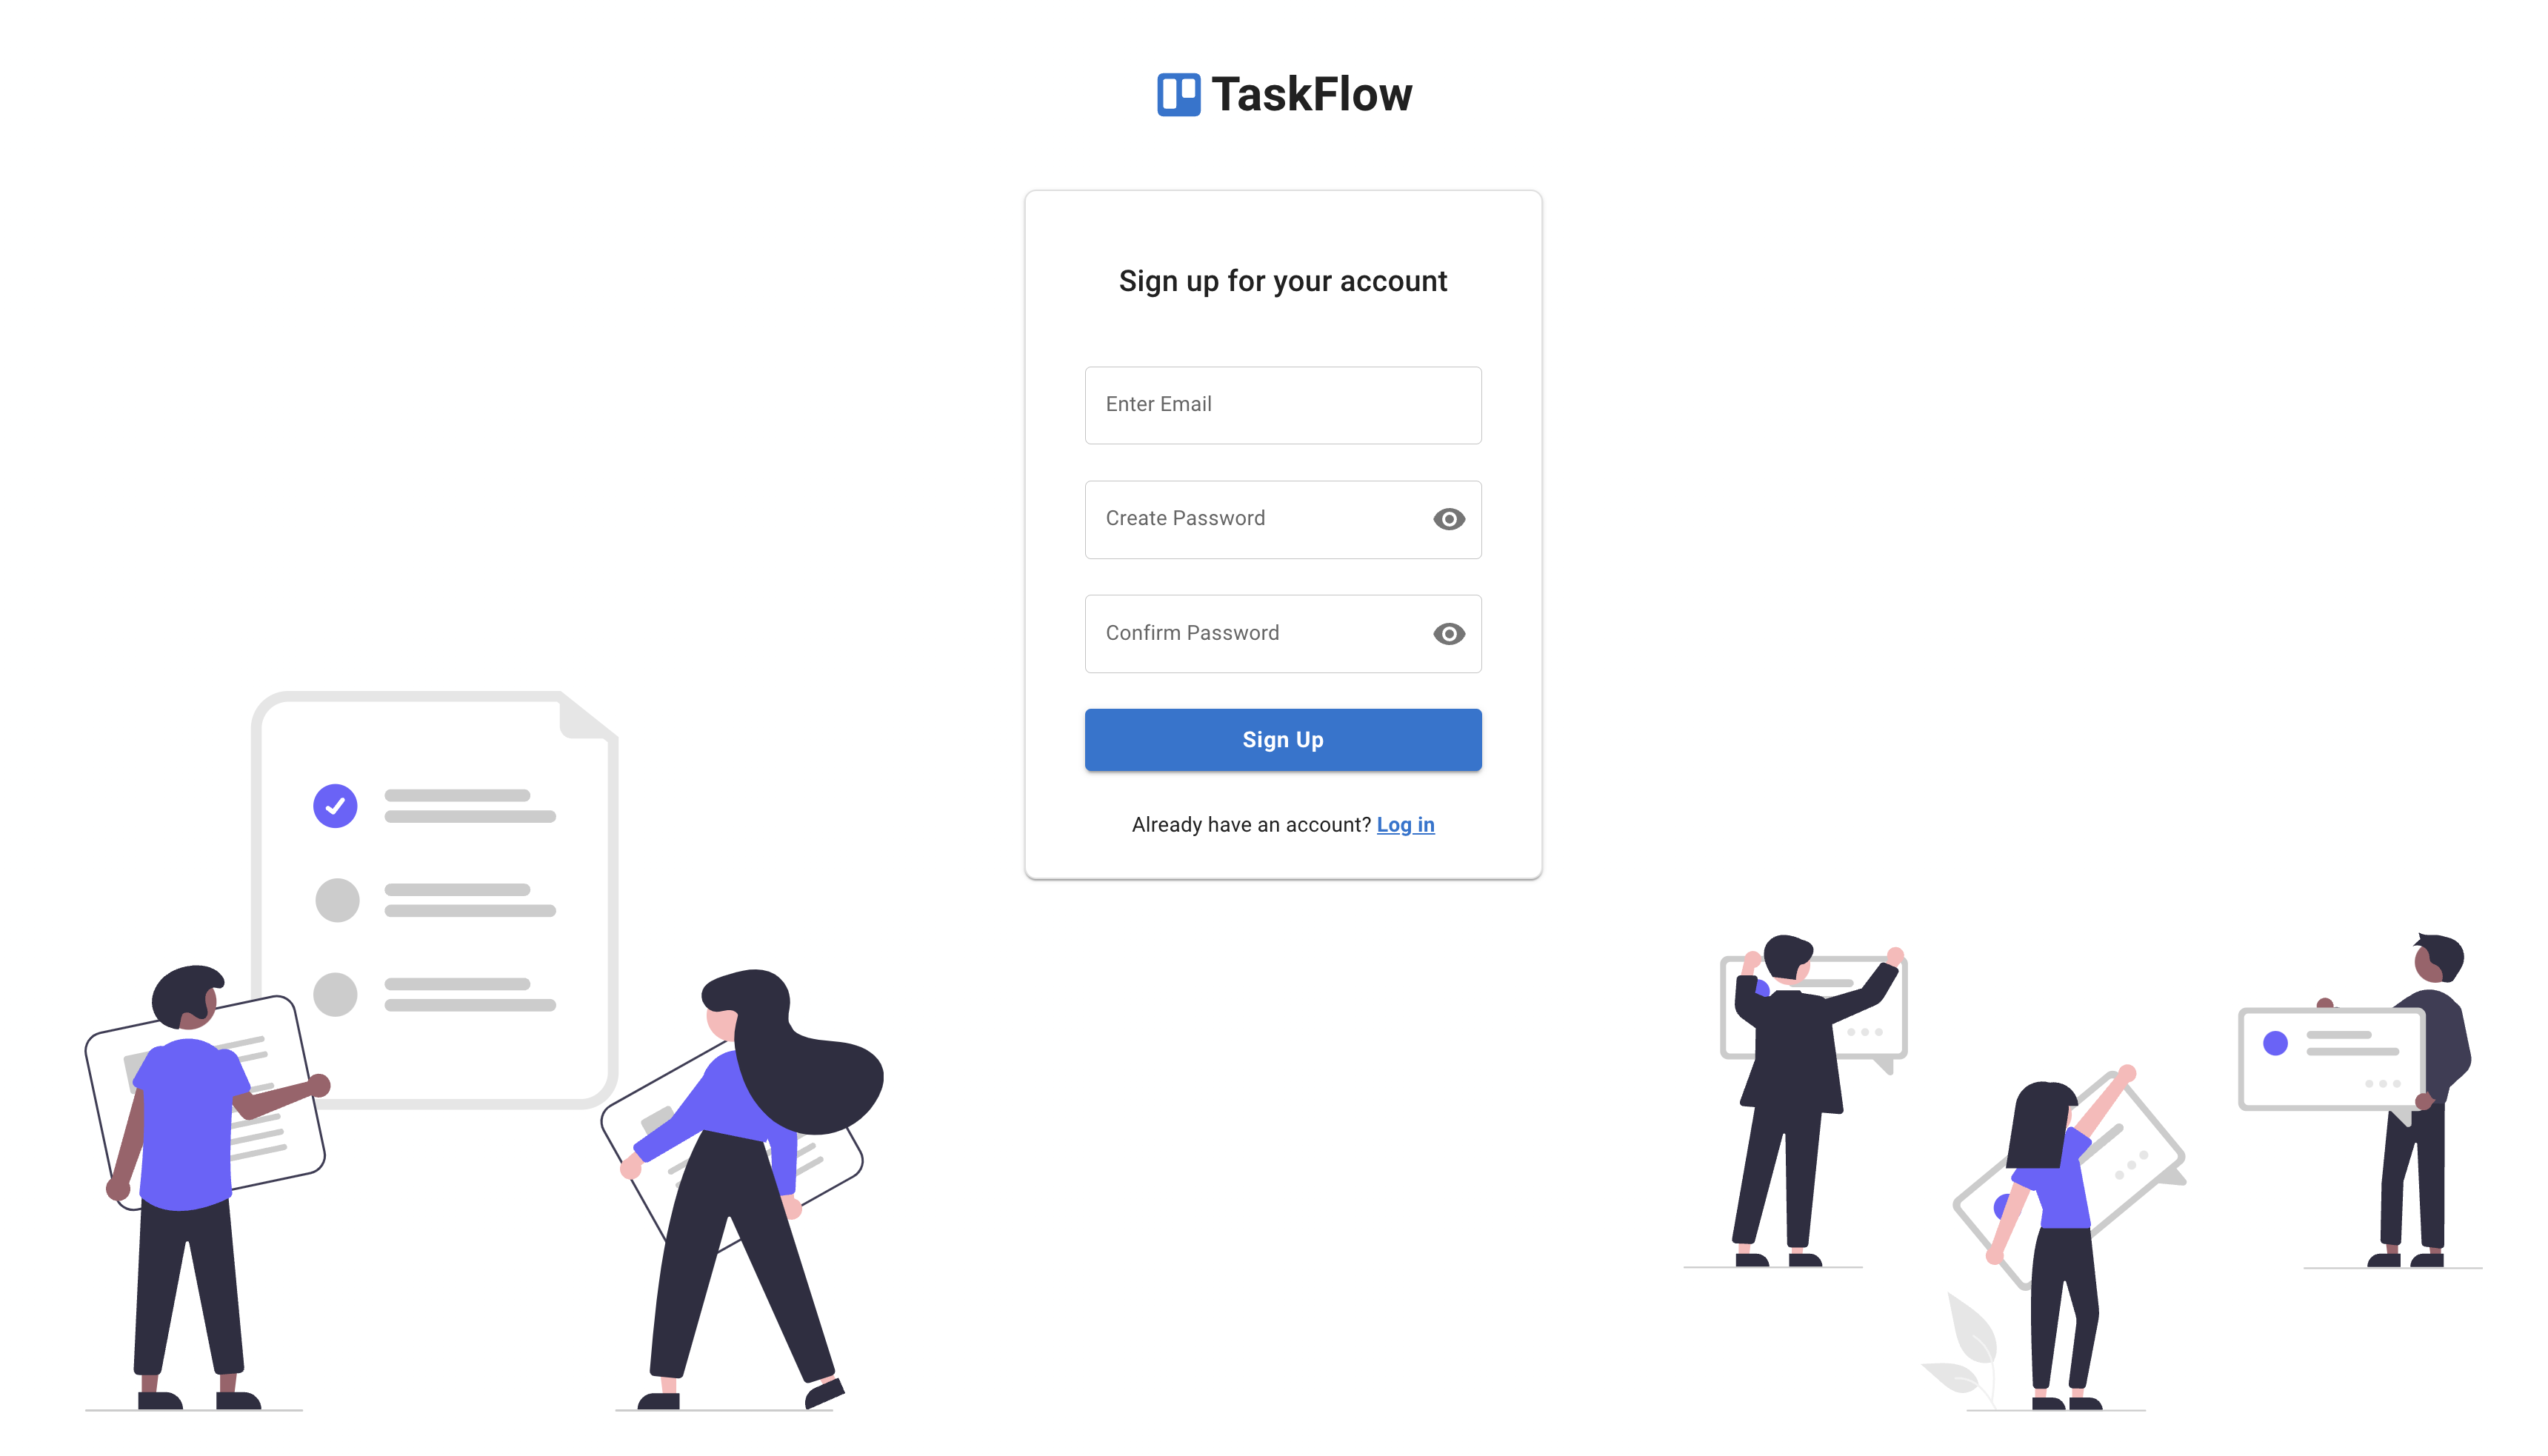 TaskFlow
Sign up for your account
Enter Email
Create Password
Confirm Password
Sign Up
Already have an account? Log in